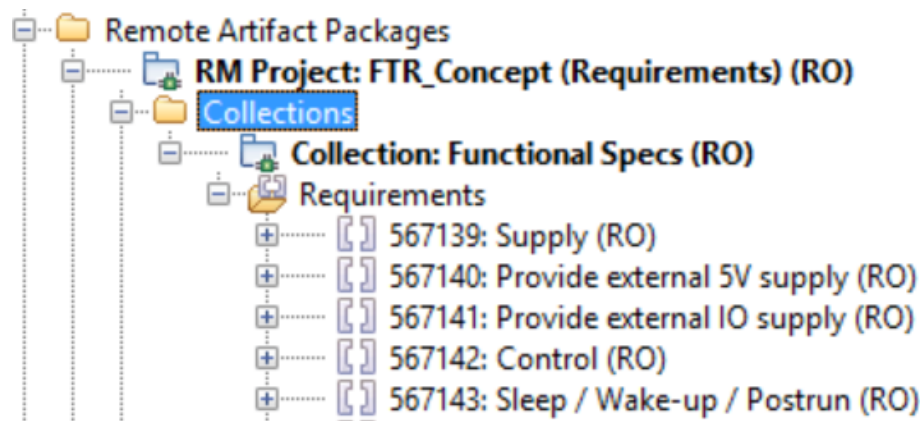 Remote Artifact Packages
RM Project: FTR_Concept (Requirements) (RO)
Collections
Collection: Functional Specs (RO)
Requirements
567139: Supply (RO)
567140: Provide external 5V supply (RO)
567141: Provide external IO supply (RO)
567142: Control (RO)
567143: Sleep / Wake-up / Postrun (RO)